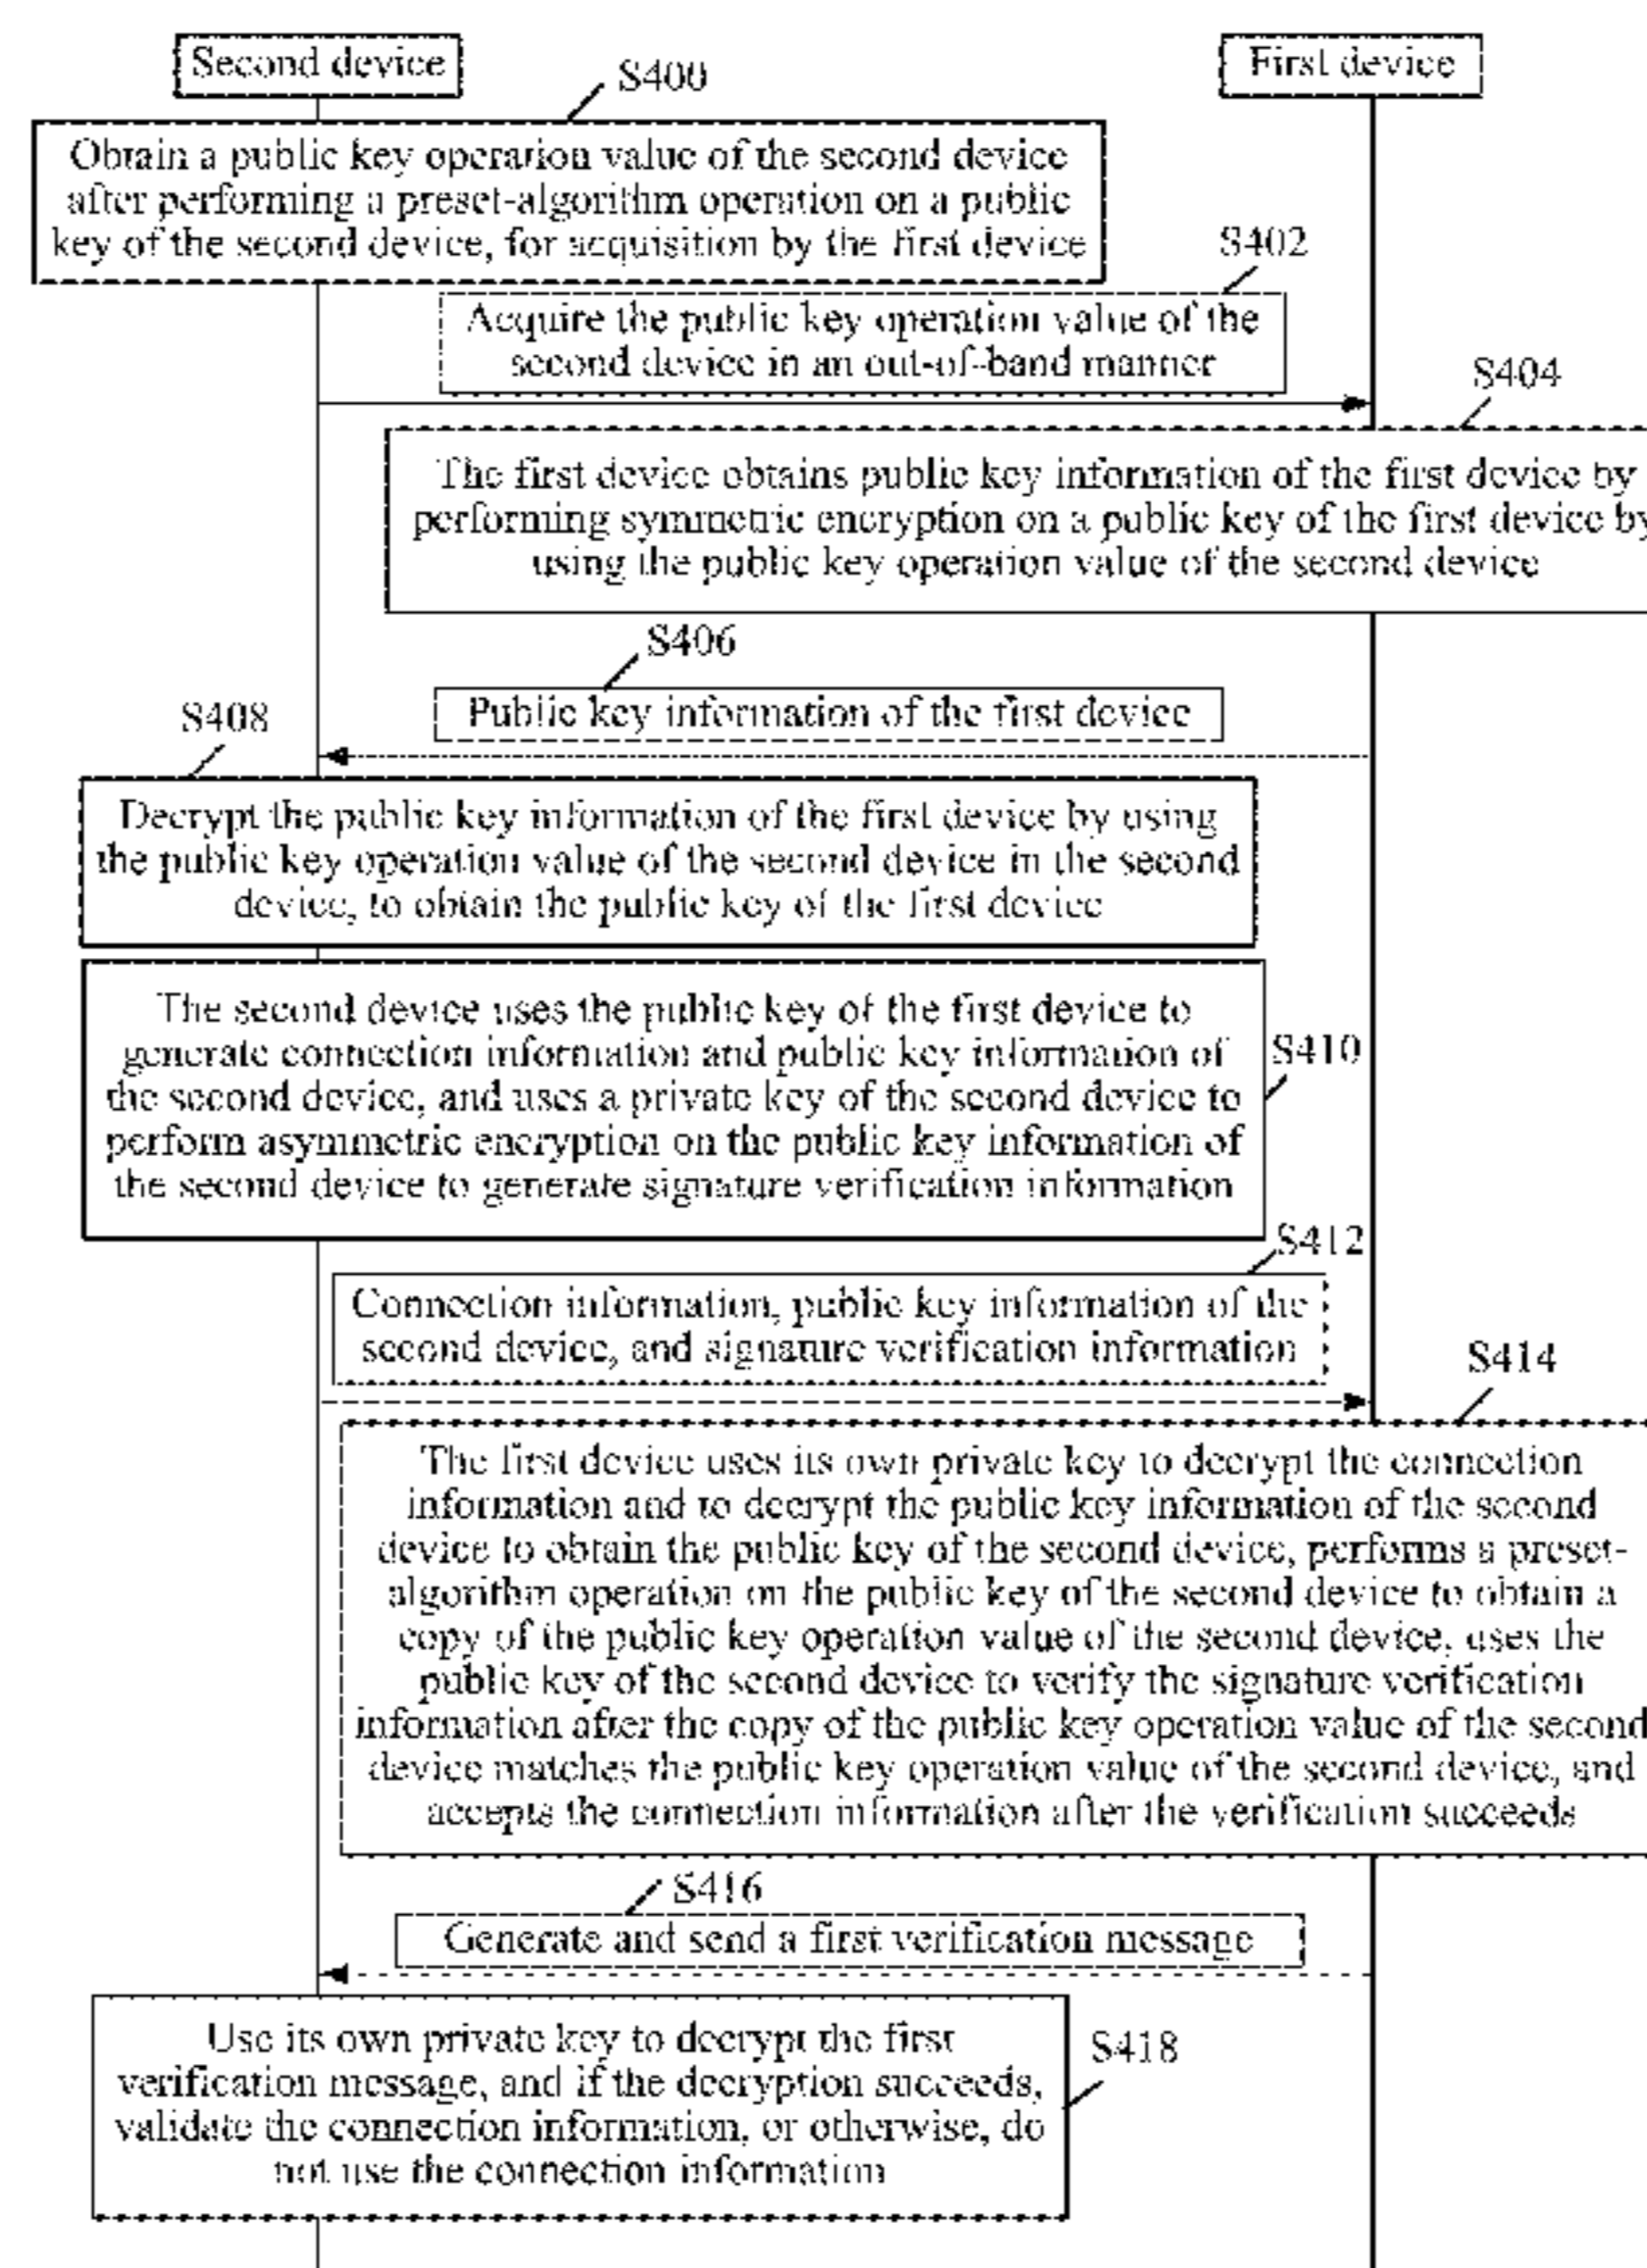 Second device
First device
S400
Obtain a public key operation value of the second device
after performing a preset-algorithm operation on a public
key of the second device, for acquisition by the first device
S402
Acquire the public key operation value of the
second device in an out-of-band manner
S404
The first device obtains public key information of the first device by
performing symmetric encryption on a public key of the first device by
using the public key operation value of the second device
S406
Public key information of the first device
S408
Decrypt the public key information of the first device by using
the public key operation value of the second device in the second
device, to obtain the public key of the first device
The second device uses the public key of the first device to
generate connection information and public key information of
the second device, and uses a private key of the second device to
perform asymmetric encryption on the public key information of
the second device to generate signature verification information
S410
S412
Connection information, public key information of the
second device, and signature verification information
S414
The first device uses its own private key to decrypt the connection
information and to decrypt the public key information of the second
device to obtain the public key of the second device, performs a preset-
algorithm operation on the public key of the second device to obtain a
copy of the public key operation value of the second device, uses the
public key of the second device to verify the signature verification
information after the copy of the public key operation value of the second
device matches the public key operation value of the second device, and
accepts the connection information after the verification succeeds
S416
Generate and send a first verification message
Use its own private key to decrypt the first
verification message, and if the decryption succeeds,
validate the connection information, or otherwise, do
not use the connection information
S418